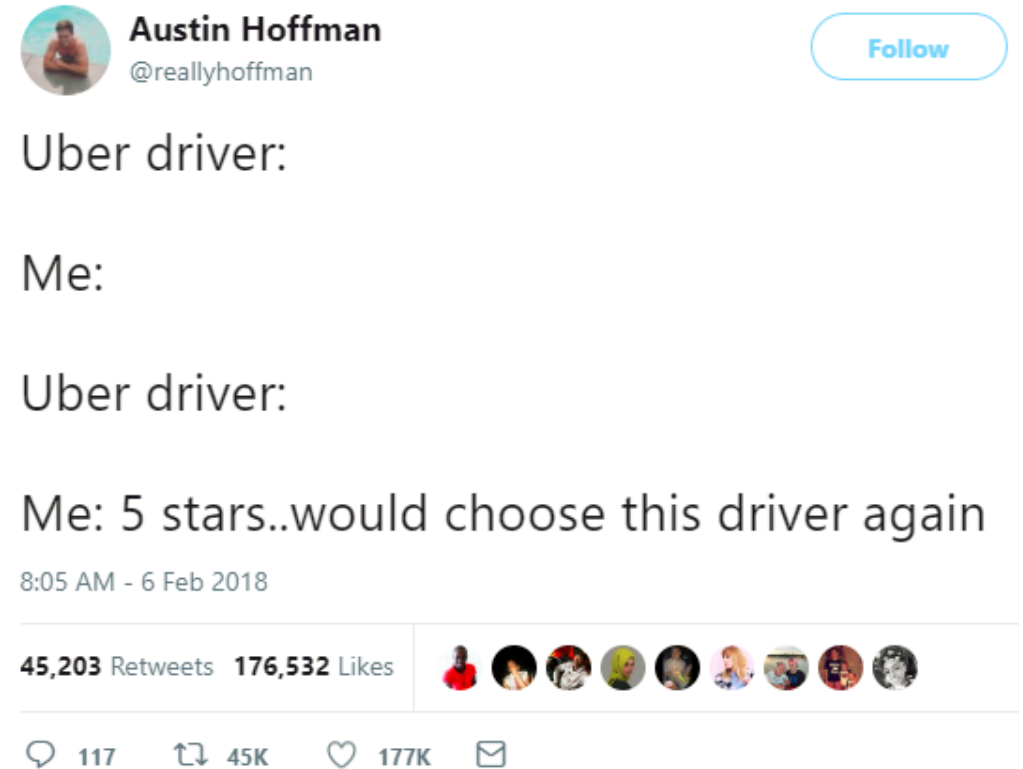 Austin Hoffman
@reallyhoffman
Follow
Uber driver:
Me:
Uber driver:
Me: 5 stars..would choose this driver again
8:05 AM - 6 Feb 2018
45,203 Retweets 176,532 Likes
117 45K 177K